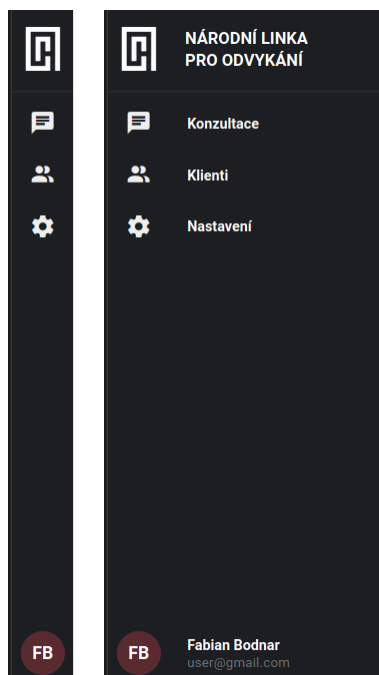 NÁRODNÍ LINKA
PRO ODVYKÁNÍ
Konzultace
Klienti
Nastavení
FB
FB
Fabian Bodnar
user@gmail.com